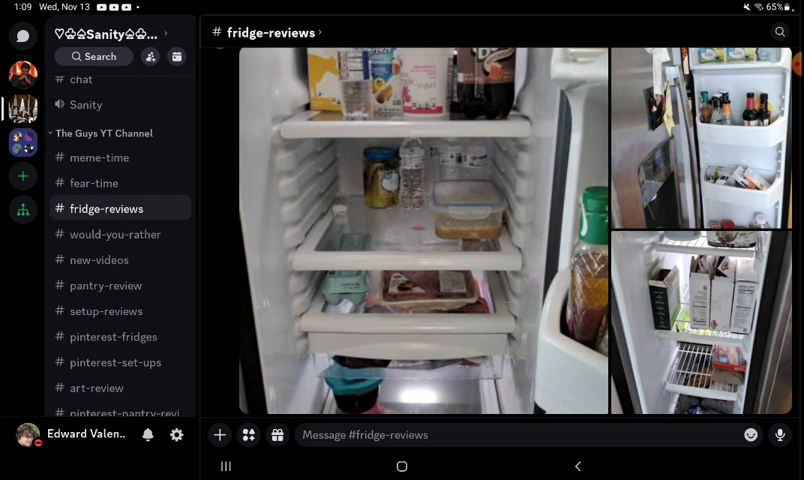 1:09 Wed, Nov 13
65%
♡♧♤Sanity♤♧...
# fridge-reviews
Search
# chat
Sanity
The Guys YT Channel
# meme-time
# fear-time
# fridge-reviews
# would-you-rather
# new-videos
# pantry-review
# setup-reviews
# pinterest-fridges
# pinterest-set-ups
# art-review
# pinterest-pantry-revi
yogurt
Edward Valen..
Message #fridge-reviews